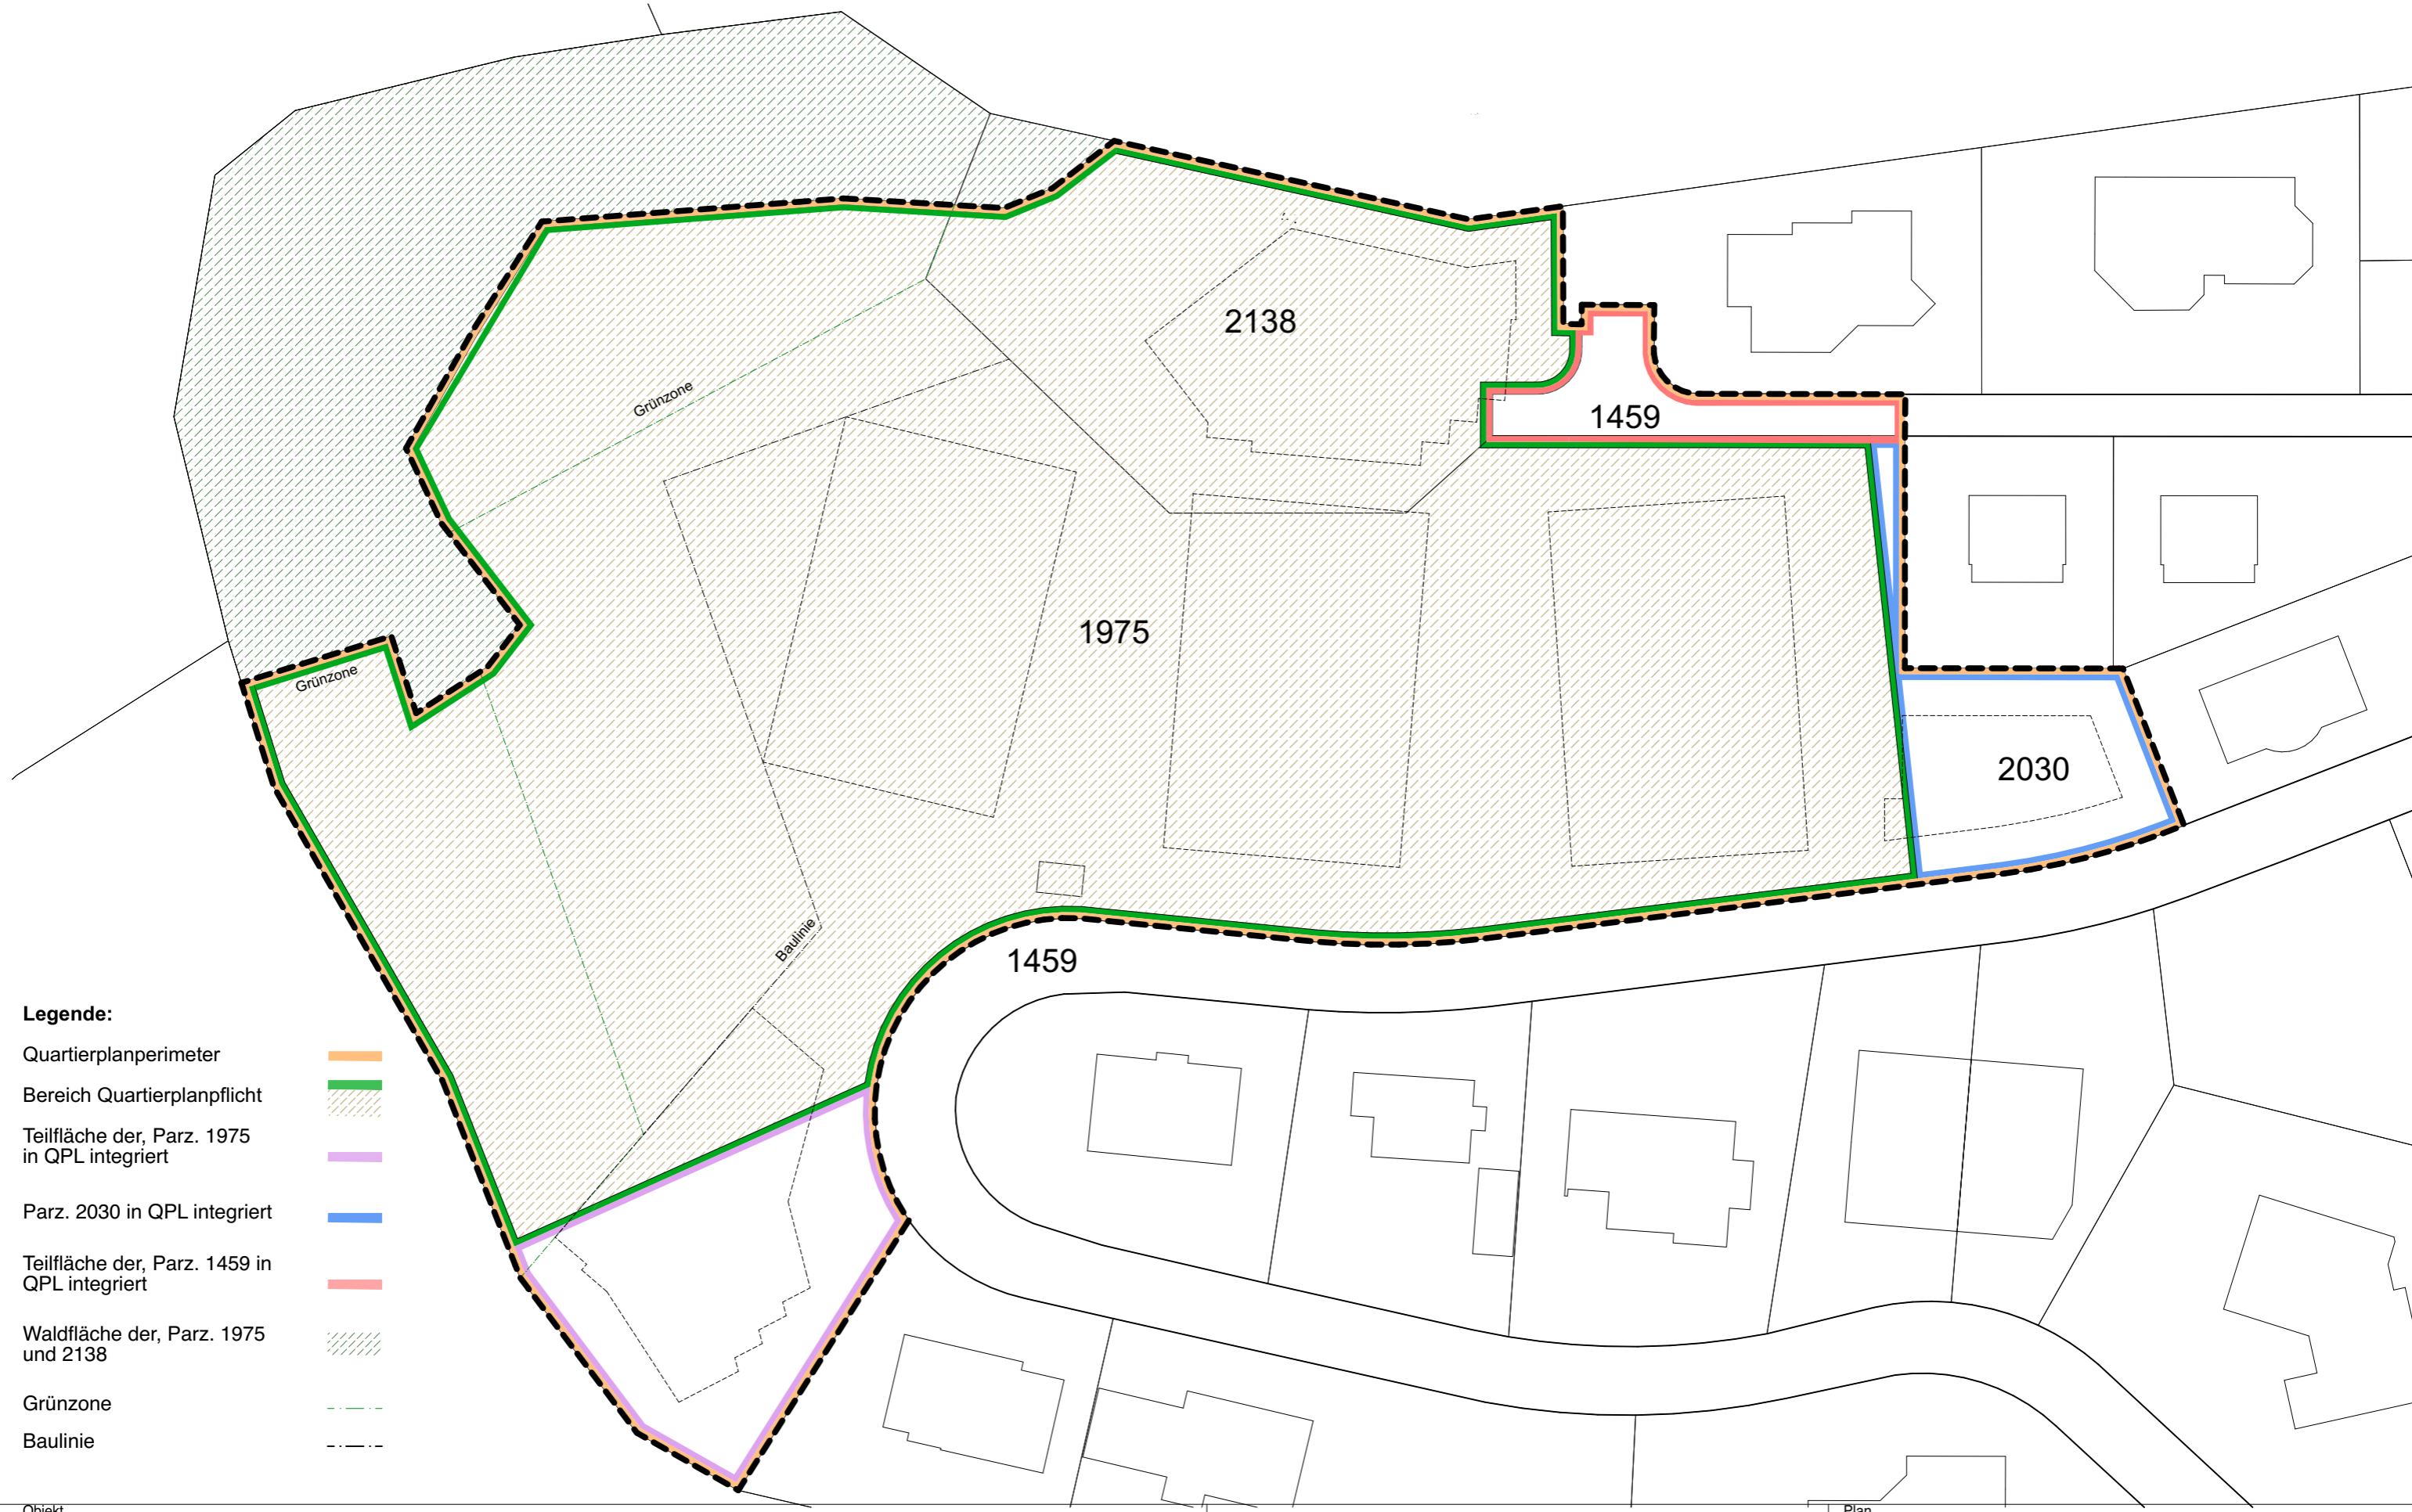 2138
Grünzone
1459
1975
Grünzone
2030
Baulinie
1459
Legende:
Quartierplanperimeter
Bereich Quartierplanpflicht
Teilfläche der, Parz. 1975
in QPL integriert
Parz. 2030 in QPL integriert
Teilfläche der, Parz. 1459 in
QPL integriert
Waldfläche der, Parz. 1975
und 2138
Grünzone
Baulinie
Objekt
Plan